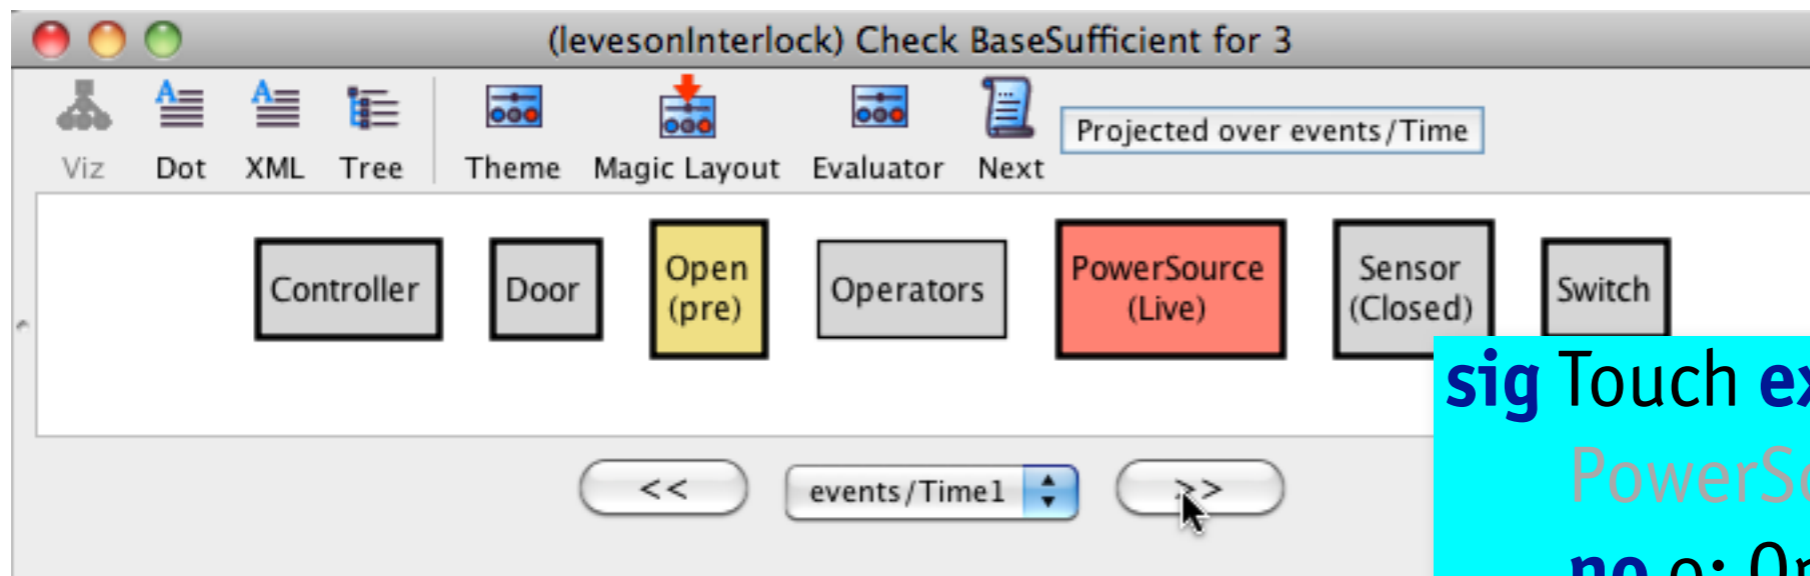 (levesonInterlock) Check BaseSufficient for 3
Viz Dot XML Tree Theme Magic Layout Evaluator Next Projected over events/Time
Controller Door Open (pre) Operators PowerSource (Live) Sensor (Closed) Switch
<< events/Time1 >>
sig Touch
no o: